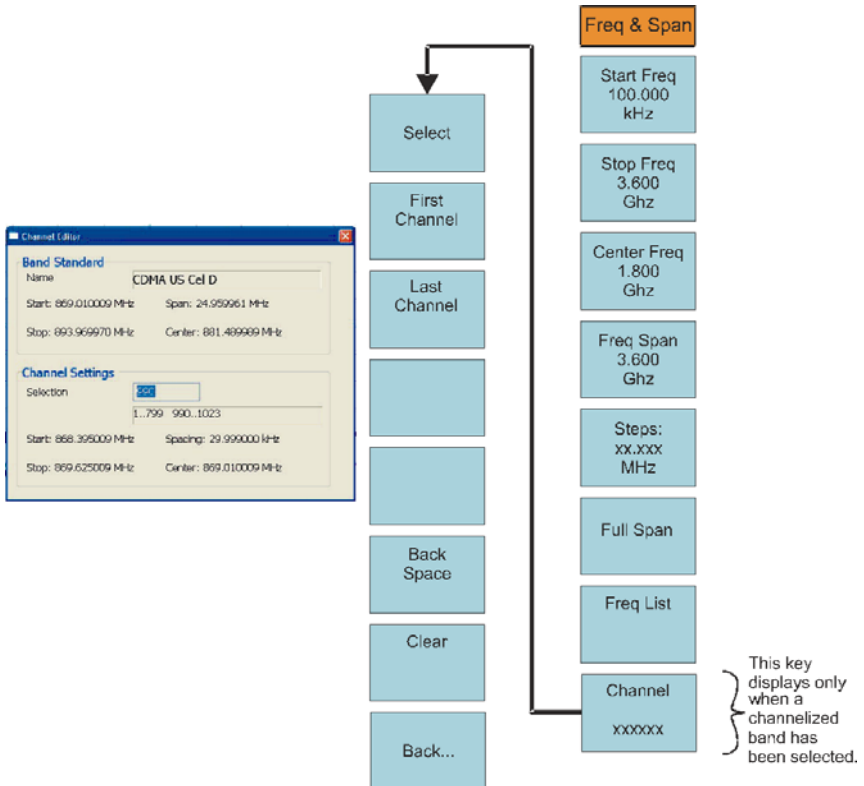 Freq & Span
Start Freq
100.000
kHz
Stop Freq
3.600
Ghz
Center Freq
1.800
Ghz
Freq Span
3.600
Ghz
Steps:
xx.xxx
MHz
Full Span
Freq List
Channel
xxxxxx
This key
displays only
when a
channelized
band has
been selected.
Select
First
Channel
Last
Channel
Back
Space
Clear
Back...
Channel Editor
Band Standard
Name CDMA US Cel D
Start: 869.010009 MHz Span: 24.959961 MHz
Stop: 893.969970 MHz Center: 881.489989 MHz
Channel Settings
Selection 990
1..799 990..1023
Start: 868.395009 MHz Spacing: 29.999000 kHz
Stop: 869.625009 MHz Center: 869.010009 MHz